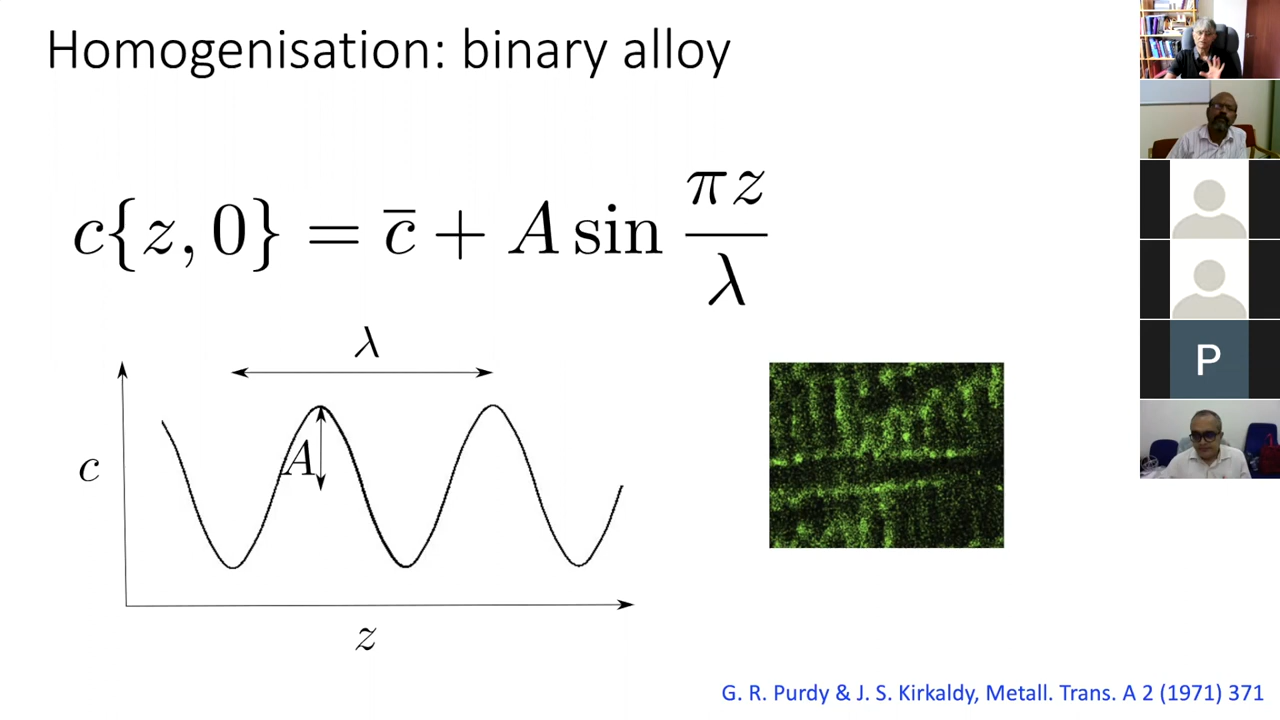 Homogenisation: binary alloy
c{z, 0} = c̅ + A sin πz/λ
λ
A
c
z
P
G. R. Purdy & J. S. Kirkaldy, Metall. Trans. A 2 (1971) 371